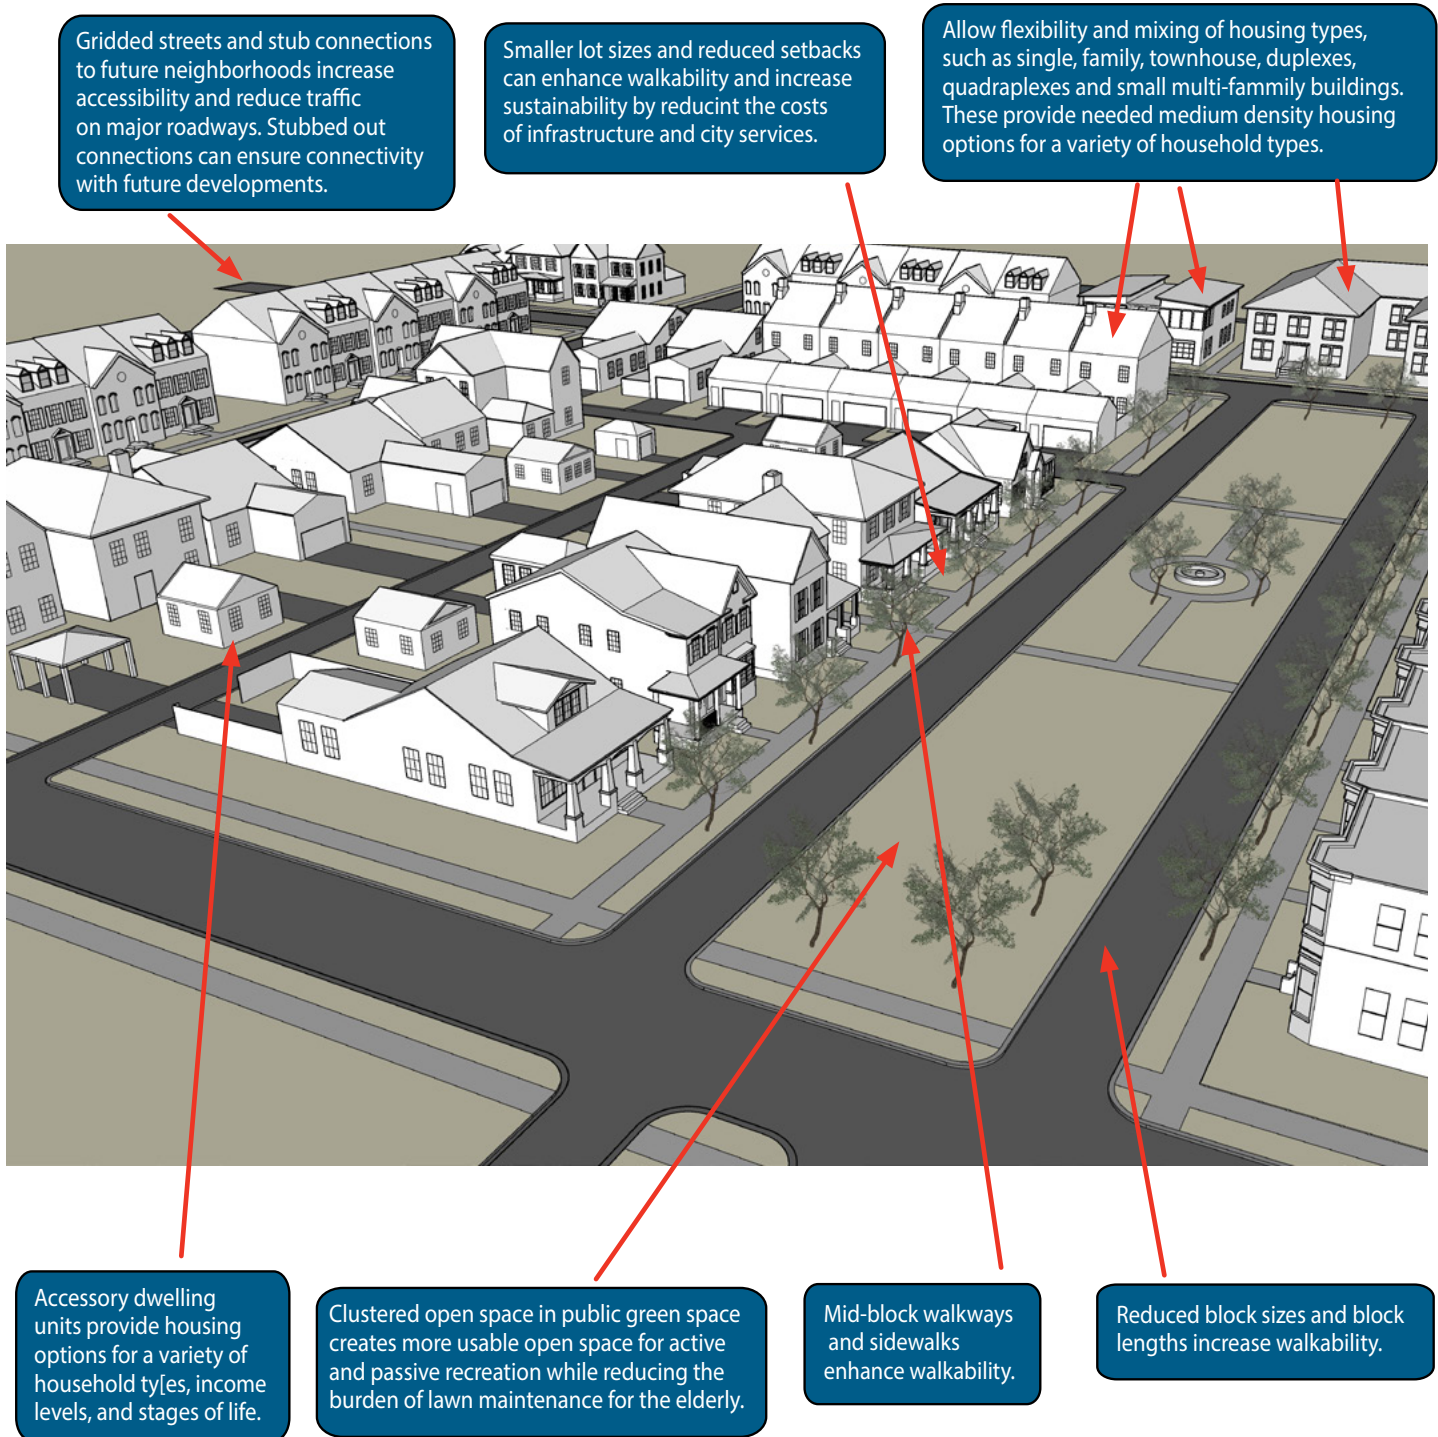 Gridded streets and stub connections
to future neighborhoods increase
accessibility and reduce traffic
on major roadways. Stubbed out
connections can ensure connectivity
with future developments.
Smaller lot sizes and reduced setbacks
can enhance walkability and increase
sustainability by reducint the costs
of infrastructure and city services.
Allow flexibility and mixing of housing types,
such as single, family, townhouse, duplexes,
quadraplexes and small multi-fammily buildings.
These provide needed medium density housing
options for a variety of household types.
Accessory dwelling
units provide housing
options for a variety of
household ty[es, income
levels, and stages of life.
Clustered open space in public green space
creates more usable open space for active
and passive recreation while reducing the
burden of lawn maintenance for the elderly.
Mid-block walkways
and sidewalks
enhance walkability.
Reduced block sizes and block
lengths increase walkability.